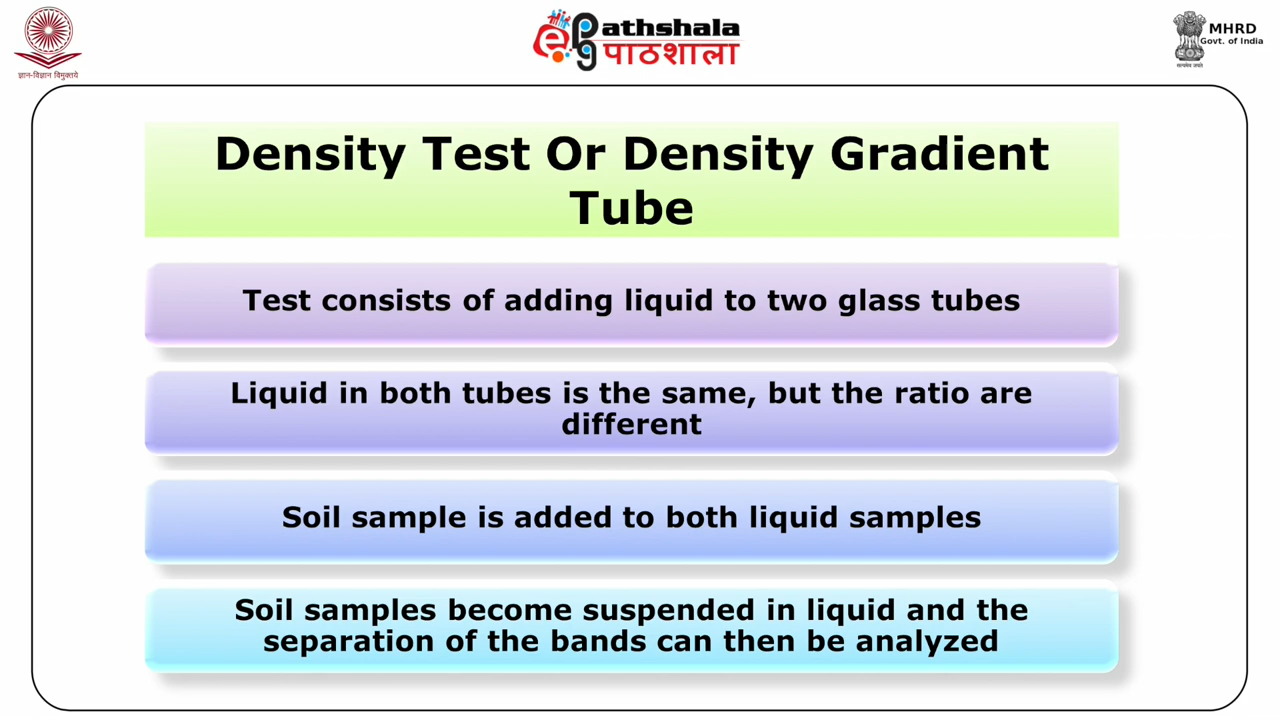 ज्ञान-विज्ञान विमुक्तये
ePathshala
पाठशाला
MHRD
Govt. of India
सत्यमेव जयते
Density Test Or Density Gradient
Tube
Test consists of adding liquid to two glass tubes
Liquid in both tubes is the same, but the ratio are
different
Soil sample is added to both liquid samples
Soil samples become suspended in liquid and the
separation of the bands can then be analyzed